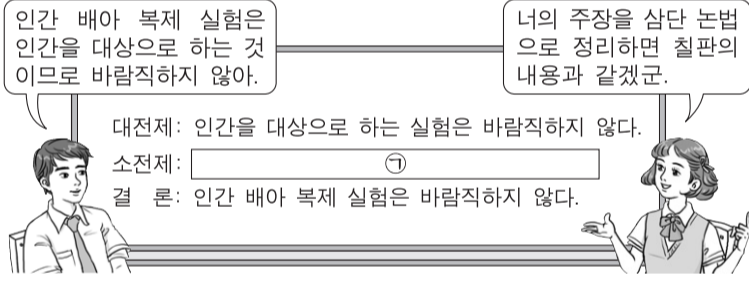 인간 배아 복제 실험은
인간을 대상으로 하는 것
이므로 바람직하지 않아.
너의 주장을 삼단 논법
으로 정리하면 칠판의
내용과 같겠군.
대전제: 인간을 대상으로 하는 실험은 바람직하지 않다.
소전제: ㉠
결 론: 인간 배아 복제 실험은 바람직하지 않다.